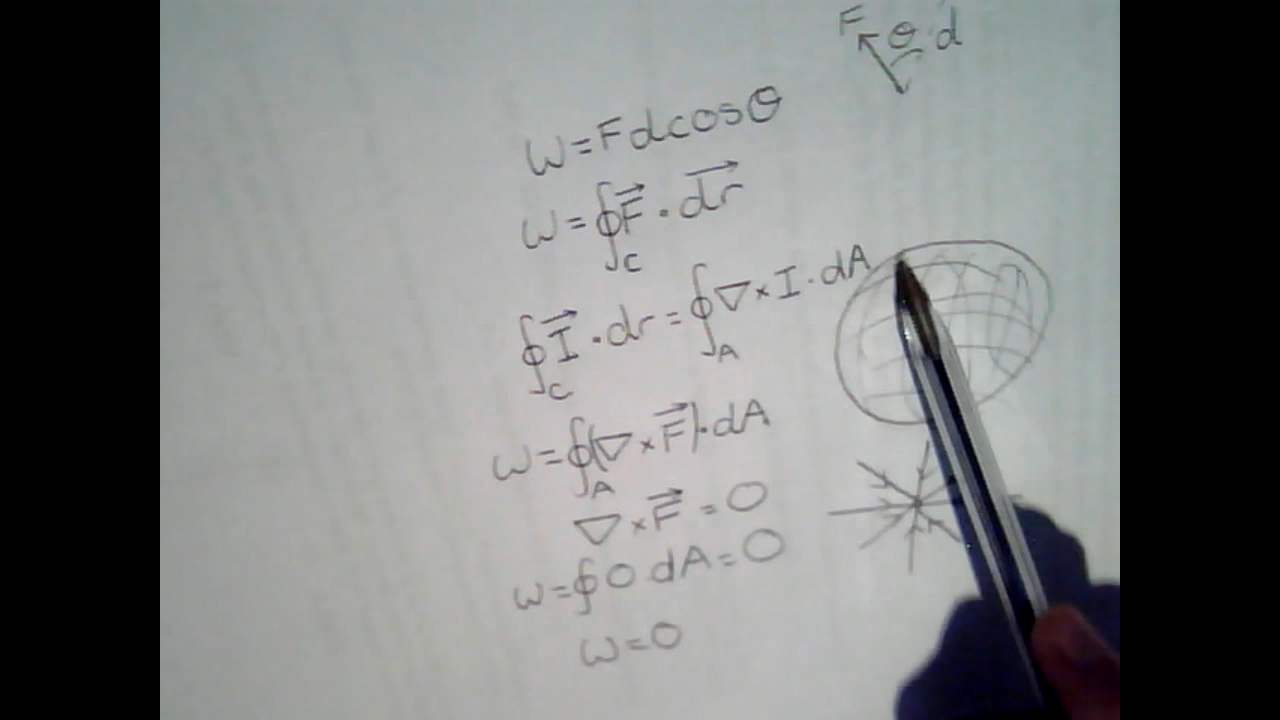 F θ d
W = Fdcosθ
W = ∮_C F⃗ · dr⃗
∮_C I⃗ · dr = ∮_A ∇ × I · dA
W = ∮_A (∇ × F⃗) · dA
∇ × F⃗ = 0
W = ∮ 0 dA = 0
W = 0